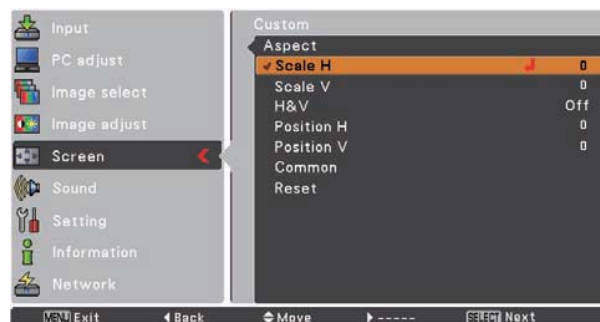 Input
PC adjust
Image select
Image adjust
Screen
Sound
Setting
Information
Network
Custom
Aspect
Scale H 0
Scale V 0
H&V Off
Position H 0
Position V 0
Common
Reset
MENU Exit Back Move ----- SELECT Next